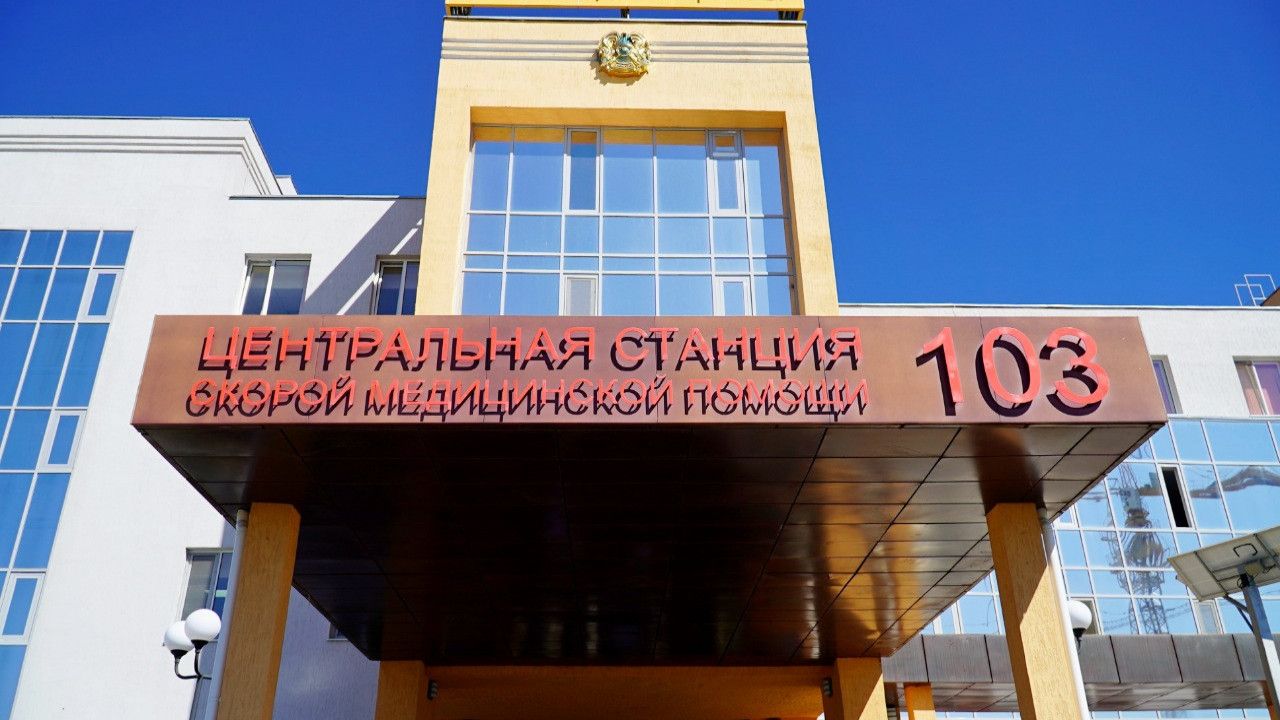 ЦЕНТРАЛЬНАЯ СТАНЦИЯ
СКОРОЙ МЕДИЦИНСКОЙ ПОМОЩИ
103